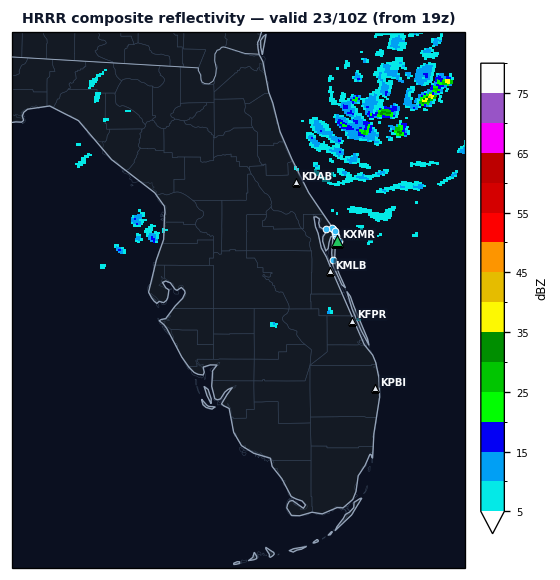 HRRR composite reflectivity — valid 23/10Z (from 19z)
KDAB
KXMR
KMLB
KFPR
KPBI
75
65
55
45
35
25
15
5
dBZ